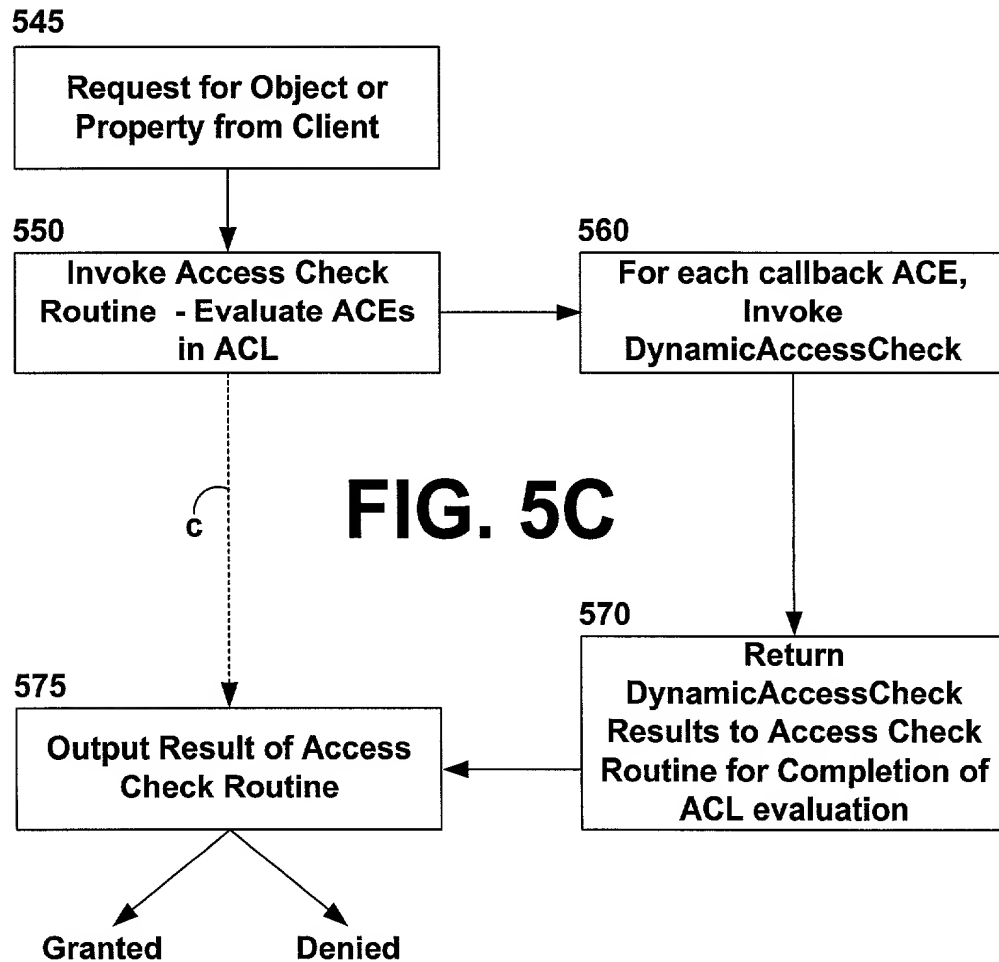 545
Request for Object or
Property from Client
550
Invoke Access Check
Routine - Evaluate ACEs
in ACL
560
For each callback ACE,
Invoke
DynamicAccessCheck
c
FIG. 5C
570
Return
DynamicAccessCheck
Results to Access Check
Routine for Completion of
ACL evaluation
575
Output Result of Access
Check Routine
Granted
Denied